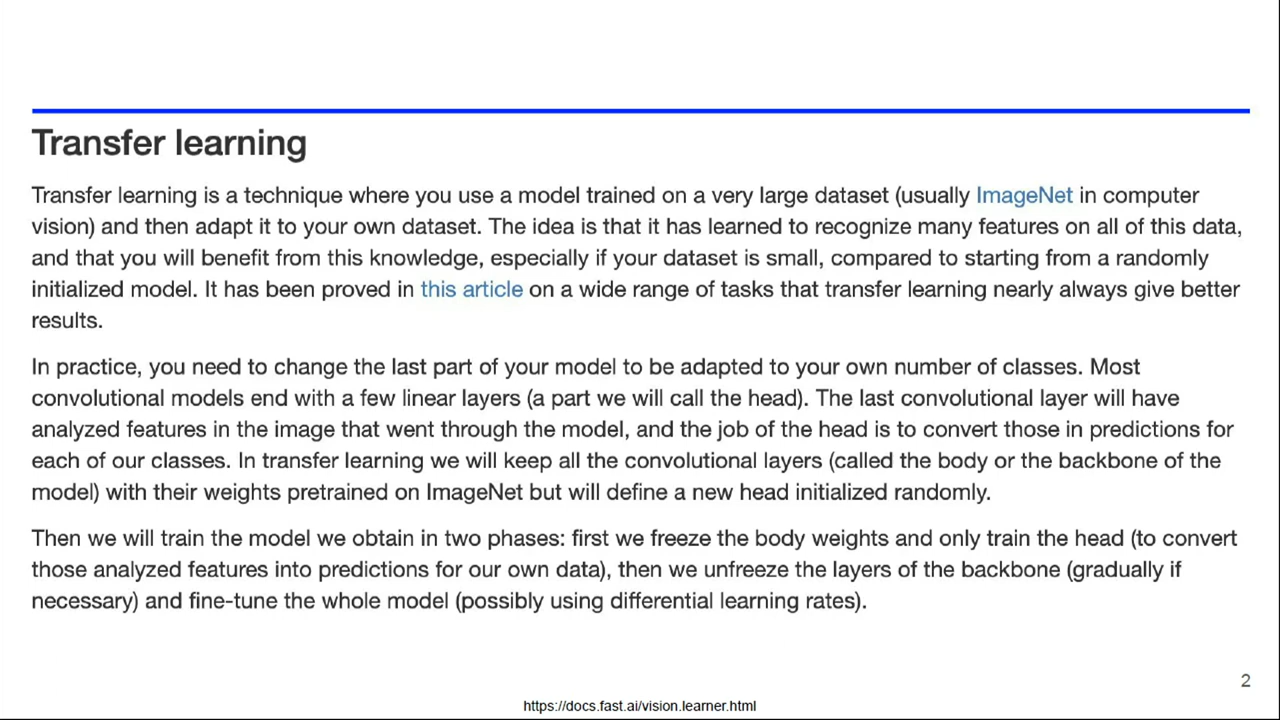 Transfer learning
Transfer learning is a technique where you use a model trained on a very large dataset (usually ImageNet in computer
vision) and then adapt it to your own dataset. The idea is that it has learned to recognize many features on all of this data,
and that you will benefit from this knowledge, especially if your dataset is small, compared to starting from a randomly
initialized model. It has been proved in this article on a wide range of tasks that transfer learning nearly always give better
results.
In practice, you need to change the last part of your model to be adapted to your own number of classes. Most
convolutional models end with a few linear layers (a part we will call the head). The last convolutional layer will have
analyzed features in the image that went through the model, and the job of the head is to convert those in predictions for
each of our classes. In transfer learning we will keep all the convolutional layers (called the body or the backbone of the
model) with their weights pretrained on ImageNet but will define a new head initialized randomly.
Then we will train the model we obtain in two phases: first we freeze the body weights and only train the head (to convert
those analyzed features into predictions for our own data), then we unfreeze the layers of the backbone (gradually if
necessary) and fine-tune the whole model (possibly using differential learning rates).
2
https://docs.fast.ai/vision.learner.html